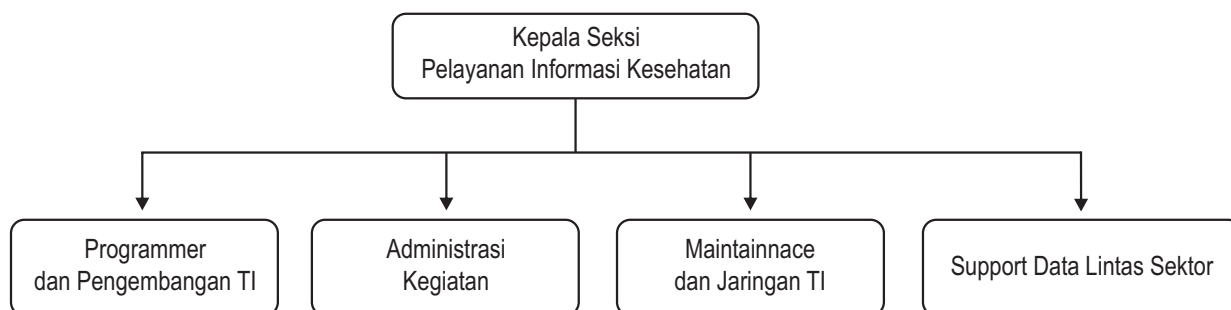 Kepala Seksi
Pelayanan Informasi Kesehatan
Programmer
dan Pengembangan TI
Administrasi
Kegiatan
Maintainnace
dan Jaringan TI
Support Data Lintas Sektor